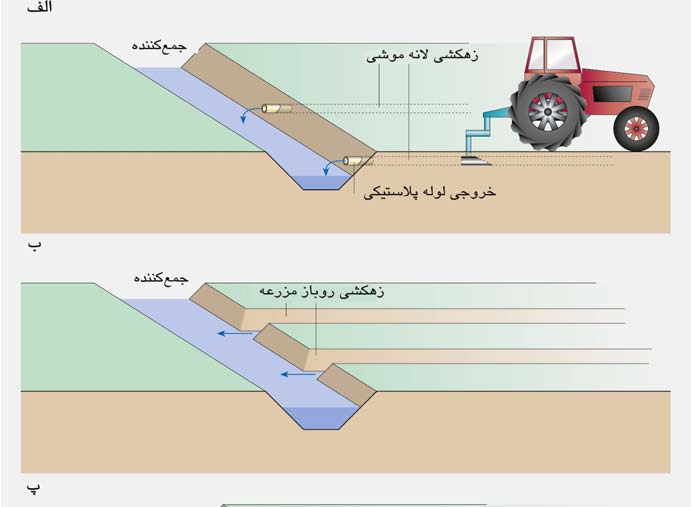 الف
جمع‌کننده
زهکشی لانه موشی
خروجی لوله پلاستیکی
ب
جمع‌کننده
زهکشی روباز مزرعه
پ